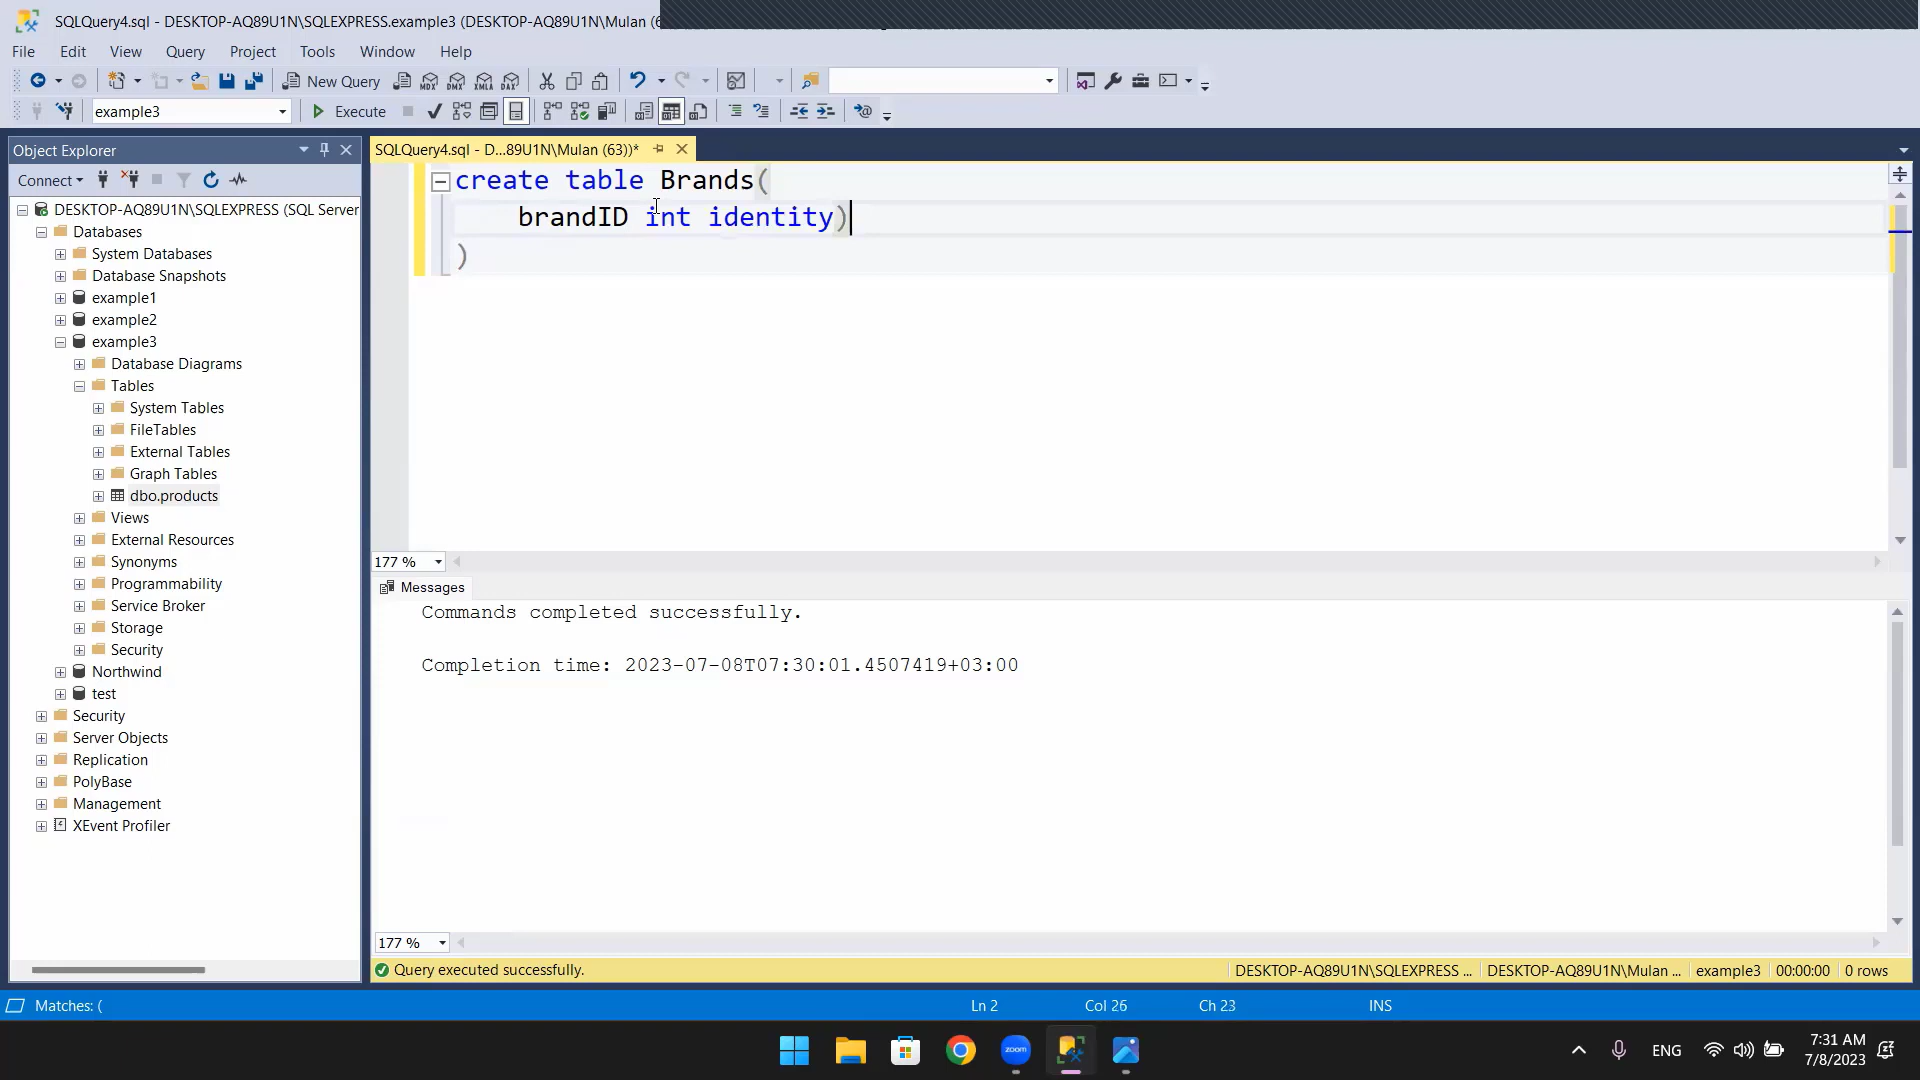 SQLQuery4.sql - DESKTOP-AQ89U1N\SQLEXPRESS.example3 (DESKTOP-AQ89U1N\Mulan (6
File Edit View Query Project Tools Window Help
New Query MDX DMX XMLA DAX
example3 Execute
Object Explorer
SQLQuery4.sql - D...89U1N\Mulan (63))*
Connect
DESKTOP-AQ89U1N\SQLEXPRESS (SQL Server
Databases
System Databases
Database Snapshots
example1
example2
example3
Database Diagrams
Tables
System Tables
FileTables
External Tables
Graph Tables
dbo.products
Views
External Resources
Synonyms
Programmability
Service Broker
Storage
Security
Northwind
test
Security
Server Objects
Replication
PolyBase
Management
XEvent Profiler
create table Brands(
brandID int identity)
)
177 %
Messages
Commands completed successfully.
Completion time: 2023-07-08T07:30:01.4507419+03:00
177 %
Query executed successfully. DESKTOP-AQ89U1N\SQLEXPRESS ... DESKTOP-AQ89U1N\Mulan ... example3 00:00:00 0 rows
Matches: ( Ln 2 Col 26 Ch 23 INS
zoom
ENG
7:31 AM
7/8/2023